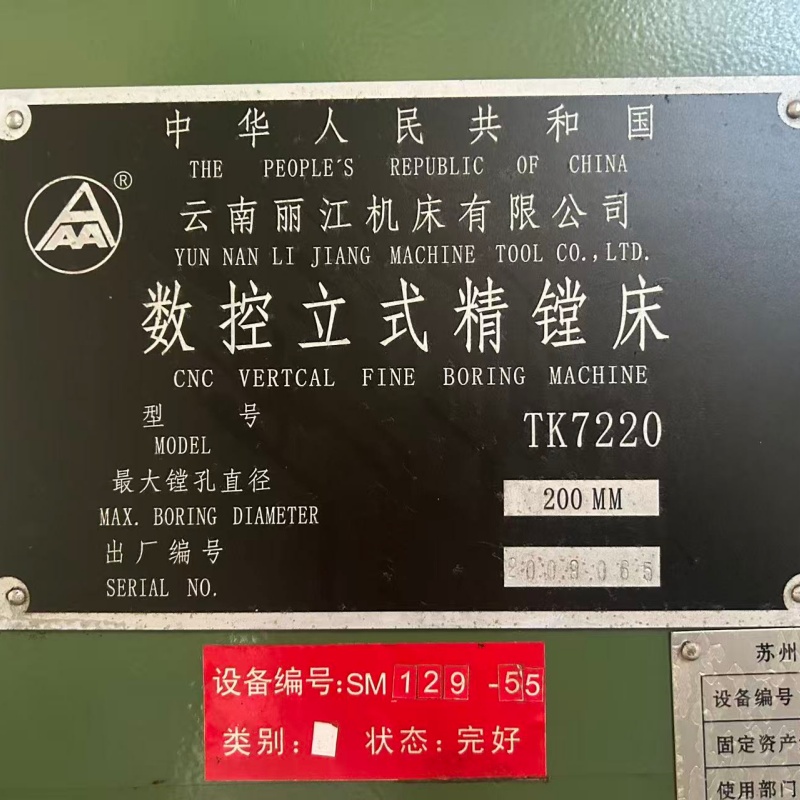 中华人民共和国
THE PEOPLE'S REPUBLIC OF CHINA
®
云南丽江机床有限公司
YUN NAN LI JIANG MACHINE TOOL CO.,LTD.
数控立式精镗床
CNC VERTCAL FINE BORING MACHINE
型 号
MODEL
TK7220
最大镗孔直径
MAX. BORING DIAMETER
200 MM
出厂编号
SERIAL NO.
2009065
设备编号:SM 129-55
类别: 状态:完好
苏州
设备编号
固定资产
使用部门